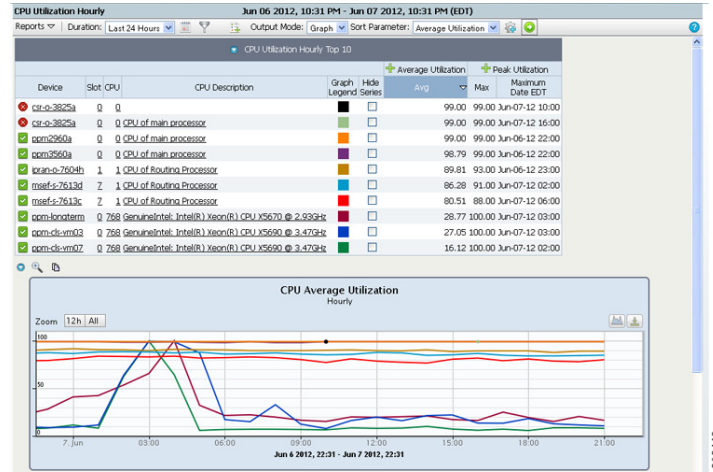 CPU Utilization Hourly Jun 06 2012, 10:31 PM - Jun 07 2012, 10:31 PM (EDT)
Reports Duration: Last 24 Hours Output Mode: Graph Sort Parameter: Average Utilization
CPU Utilization Hourly Top 10
Average Utilization Peak Utilization
Device Slot CPU CPU Description Graph Legend Hide Series Avg Max Maximum Date EDT
csr-o-3825a 0 0 99.00 99.00 Jun-07-12 10:00
csr-o-3825a 0 0 CPU of main processor 99.00 99.00 Jun-07-12 16:00
ppm2960a 0 0 CPU of main processor 99.00 99.00 Jun-06-12 22:00
ppm3560a 0 0 CPU of main processor 98.79 99.00 Jun-06-12 22:00
ipran-o-7604h 1 1 CPU of Routing Processor 89.81 93.00 Jun-06-12 23:00
msef-s-7613d 7 1 CPU of Routing Processor 86.28 91.00 Jun-07-12 02:00
msef-s-7613c 7 1 CPU of Routing Processor 80.51 88.00 Jun-07-12 06:00
ppm-longterm 0 768 GenuineIntel: Intel(R) Xeon(R) CPU X5670 @ 2.93GHz 28.77 100.00 Jun-07-12 03:00
ppm-cls-vm03 0 768 GenuineIntel: Intel(R) Xeon(R) CPU X5690 @ 3.47GHz 27.05 100.00 Jun-07-12 03:00
ppm-cls-vm07 0 768 GenuineIntel: Intel(R) Xeon(R) CPU X5690 @ 3.47GHz 16.12 100.00 Jun-07-12 02:00
CPU Average Utilization
Hourly
Zoom 12h All
100
50
0
7. Jun 03:00 06:00 09:00 12:00 15:00 18:00 21:00
Jun 6 2012, 22:31 - Jun 7 2012, 22:31